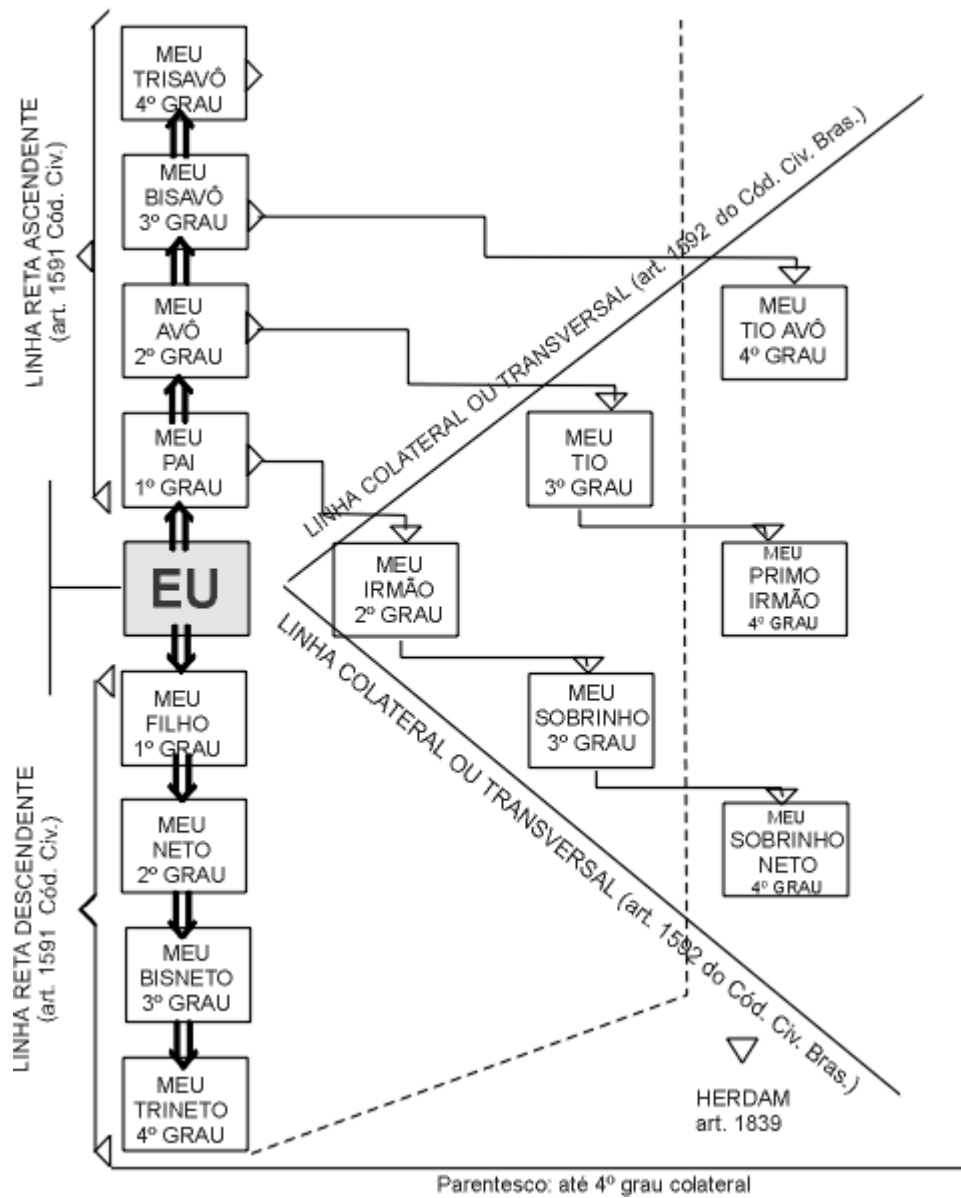 LINHA RETA ASCENDENTE
(art. 1591 Cód. Civ.)
MEU
TRISAVÔ
4º GRAU
MEU
BISAVÔ
3º GRAU
MEU
AVÔ
2º GRAU
MEU
PAI
1º GRAU
EU
LINHA RETA DESCENDENTE
(art. 1591 Cód. Civ.)
MEU
FILHO
1º GRAU
MEU
NETO
2º GRAU
MEU
BISNETO
3º GRAU
MEU
TRINETO
4º GRAU
LINHA COLATERAL OU TRANSVERSAL (art. 1592 do Cód. Civ. Bras.)
MEU
TIO AVÔ
4º GRAU
MEU
TIO
3º GRAU
MEU
IRMÃO
2º GRAU
MEU
PRIMO
IRMÃO
4º GRAU
MEU
SOBRINHO
3º GRAU
MEU
SOBRINHO
NETO
4º GRAU
LINHA COLATERAL OU TRANSVERSAL (art. 1592 do Cód. Civ. Bras.)
HERDAM
art. 1839
Parentesco: até 4º grau colateral